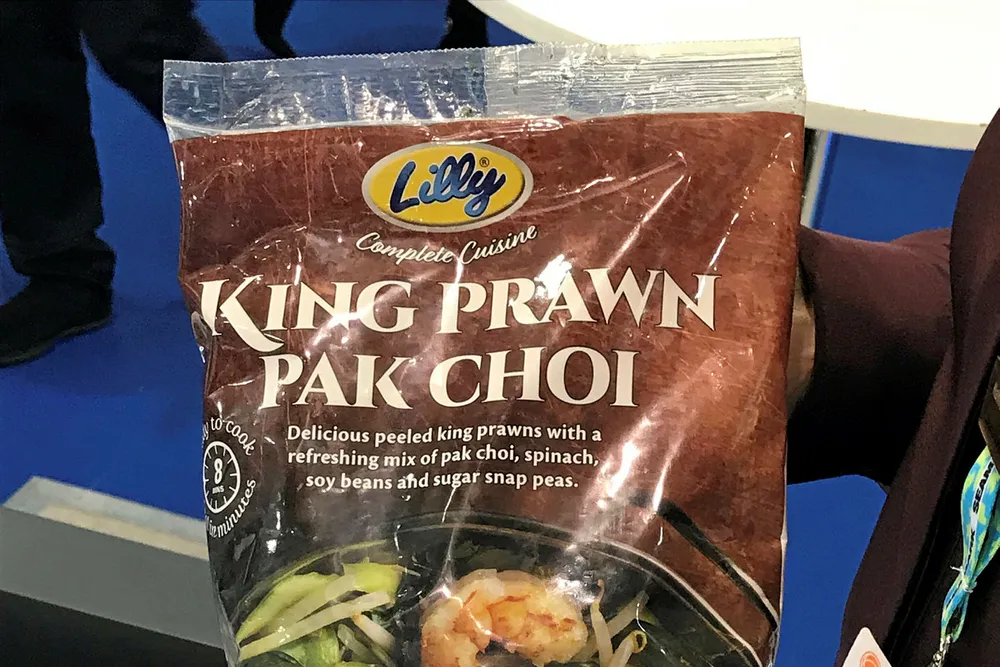 Lilly®
Complete Cuisine
KING PRAWN
PAK CHOI
Delicious peeled king prawns with a
refreshing mix of pak choi, spinach,
soy beans and sugar snap peas.
to cook
8
MINS
minutes